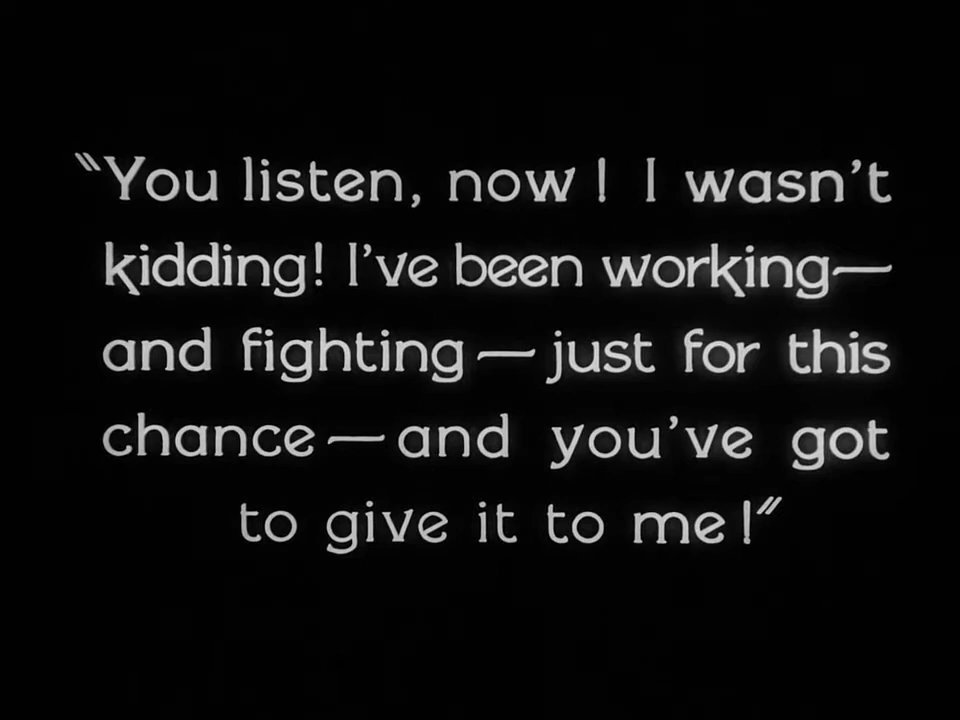 "You listen, now! I wasn't
kidding! I've been working—
and fighting—just for this
chance—and you've got
to give it to me!"